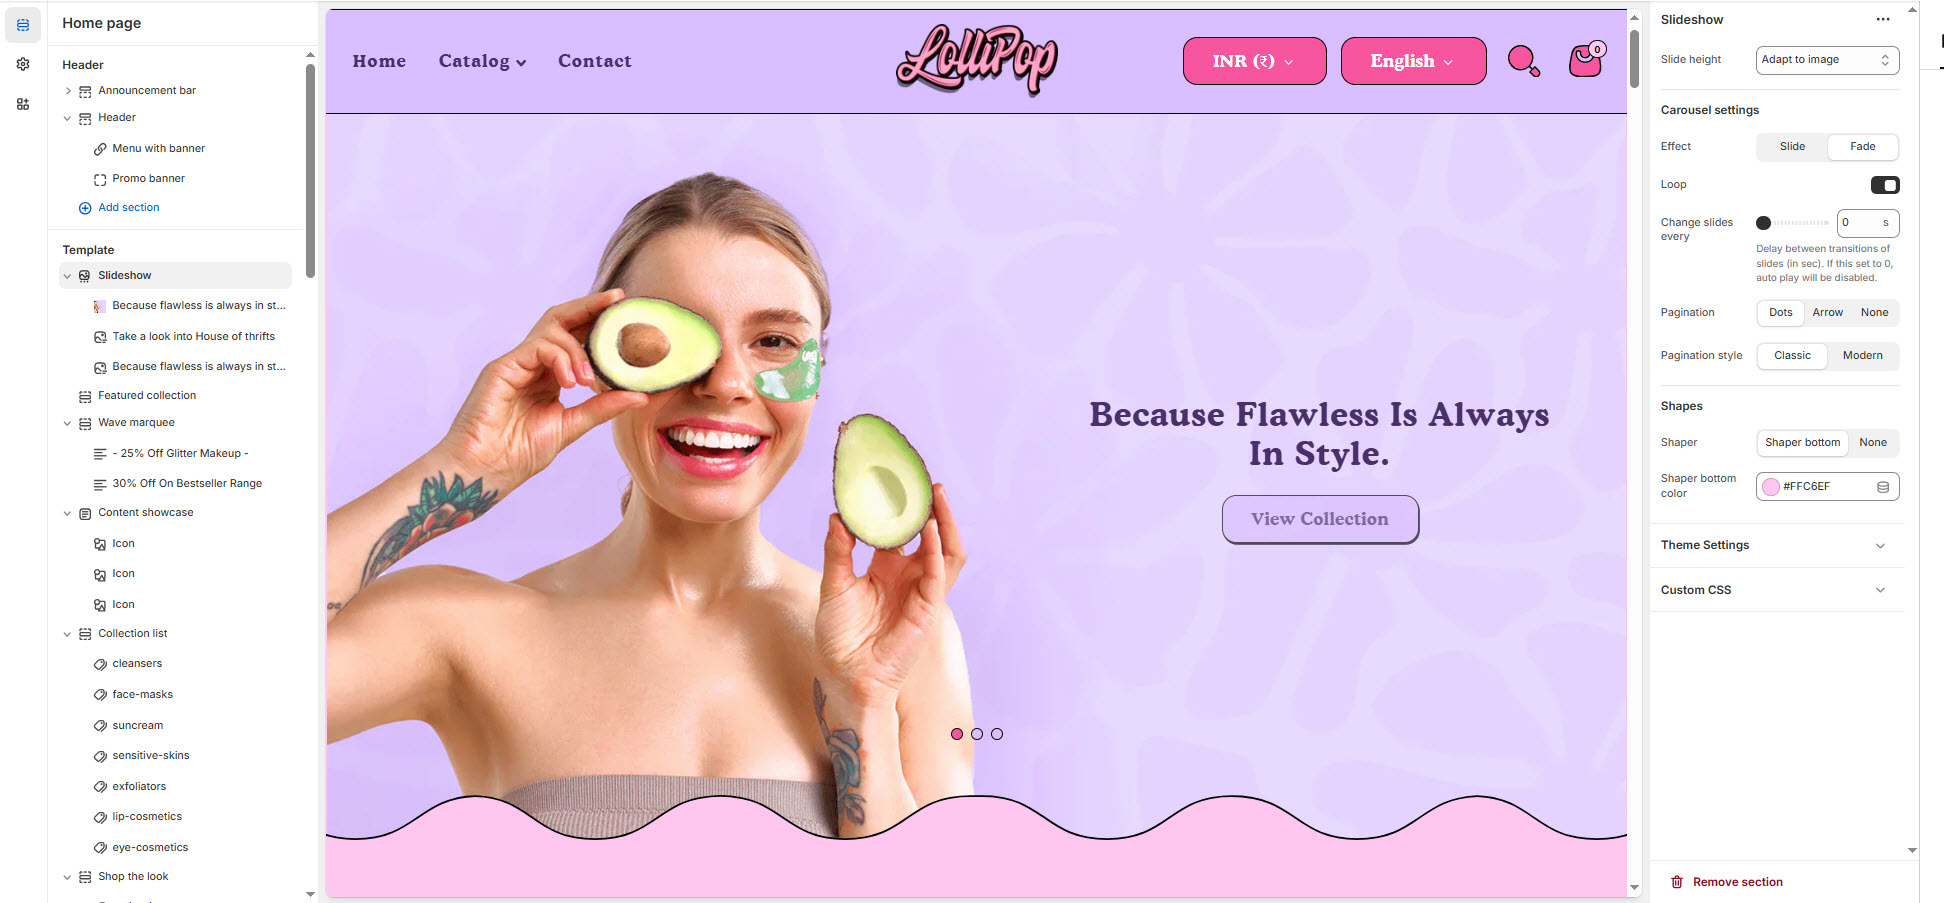 Home page
Header
Announcement bar
Header
Menu with banner
Promo banner
Add section
Template
Slideshow
Because flawless is always in st...
Take a look into House of thrifts
Because flawless is always in st...
Featured collection
Wave marquee
- 25% Off Glitter Makeup -
30% Off On Bestseller Range
Content showcase
Icon
Icon
Icon
Collection list
cleansers
face-masks
suncream
sensitive-skins
exfoliators
lip-cosmetics
eye-cosmetics
Shop the look
Home
Catalog
Contact
LolliPop
INR (₹)
English
0
Because Flawless Is Always
In Style.
View Collection
Slideshow
Slide height
Adapt to image
Carousel settings
Effect
Slide
Fade
Loop
Change slides
every
0
s
Delay between transitions of
slides (in sec). If this set to 0,
auto play will be disabled.
Pagination
Dots
Arrow
None
Pagination style
Classic
Modern
Shapes
Shaper
Shaper bottom
None
Shaper bottom
color
#FFC6EF
Theme Settings
Custom CSS
Remove section